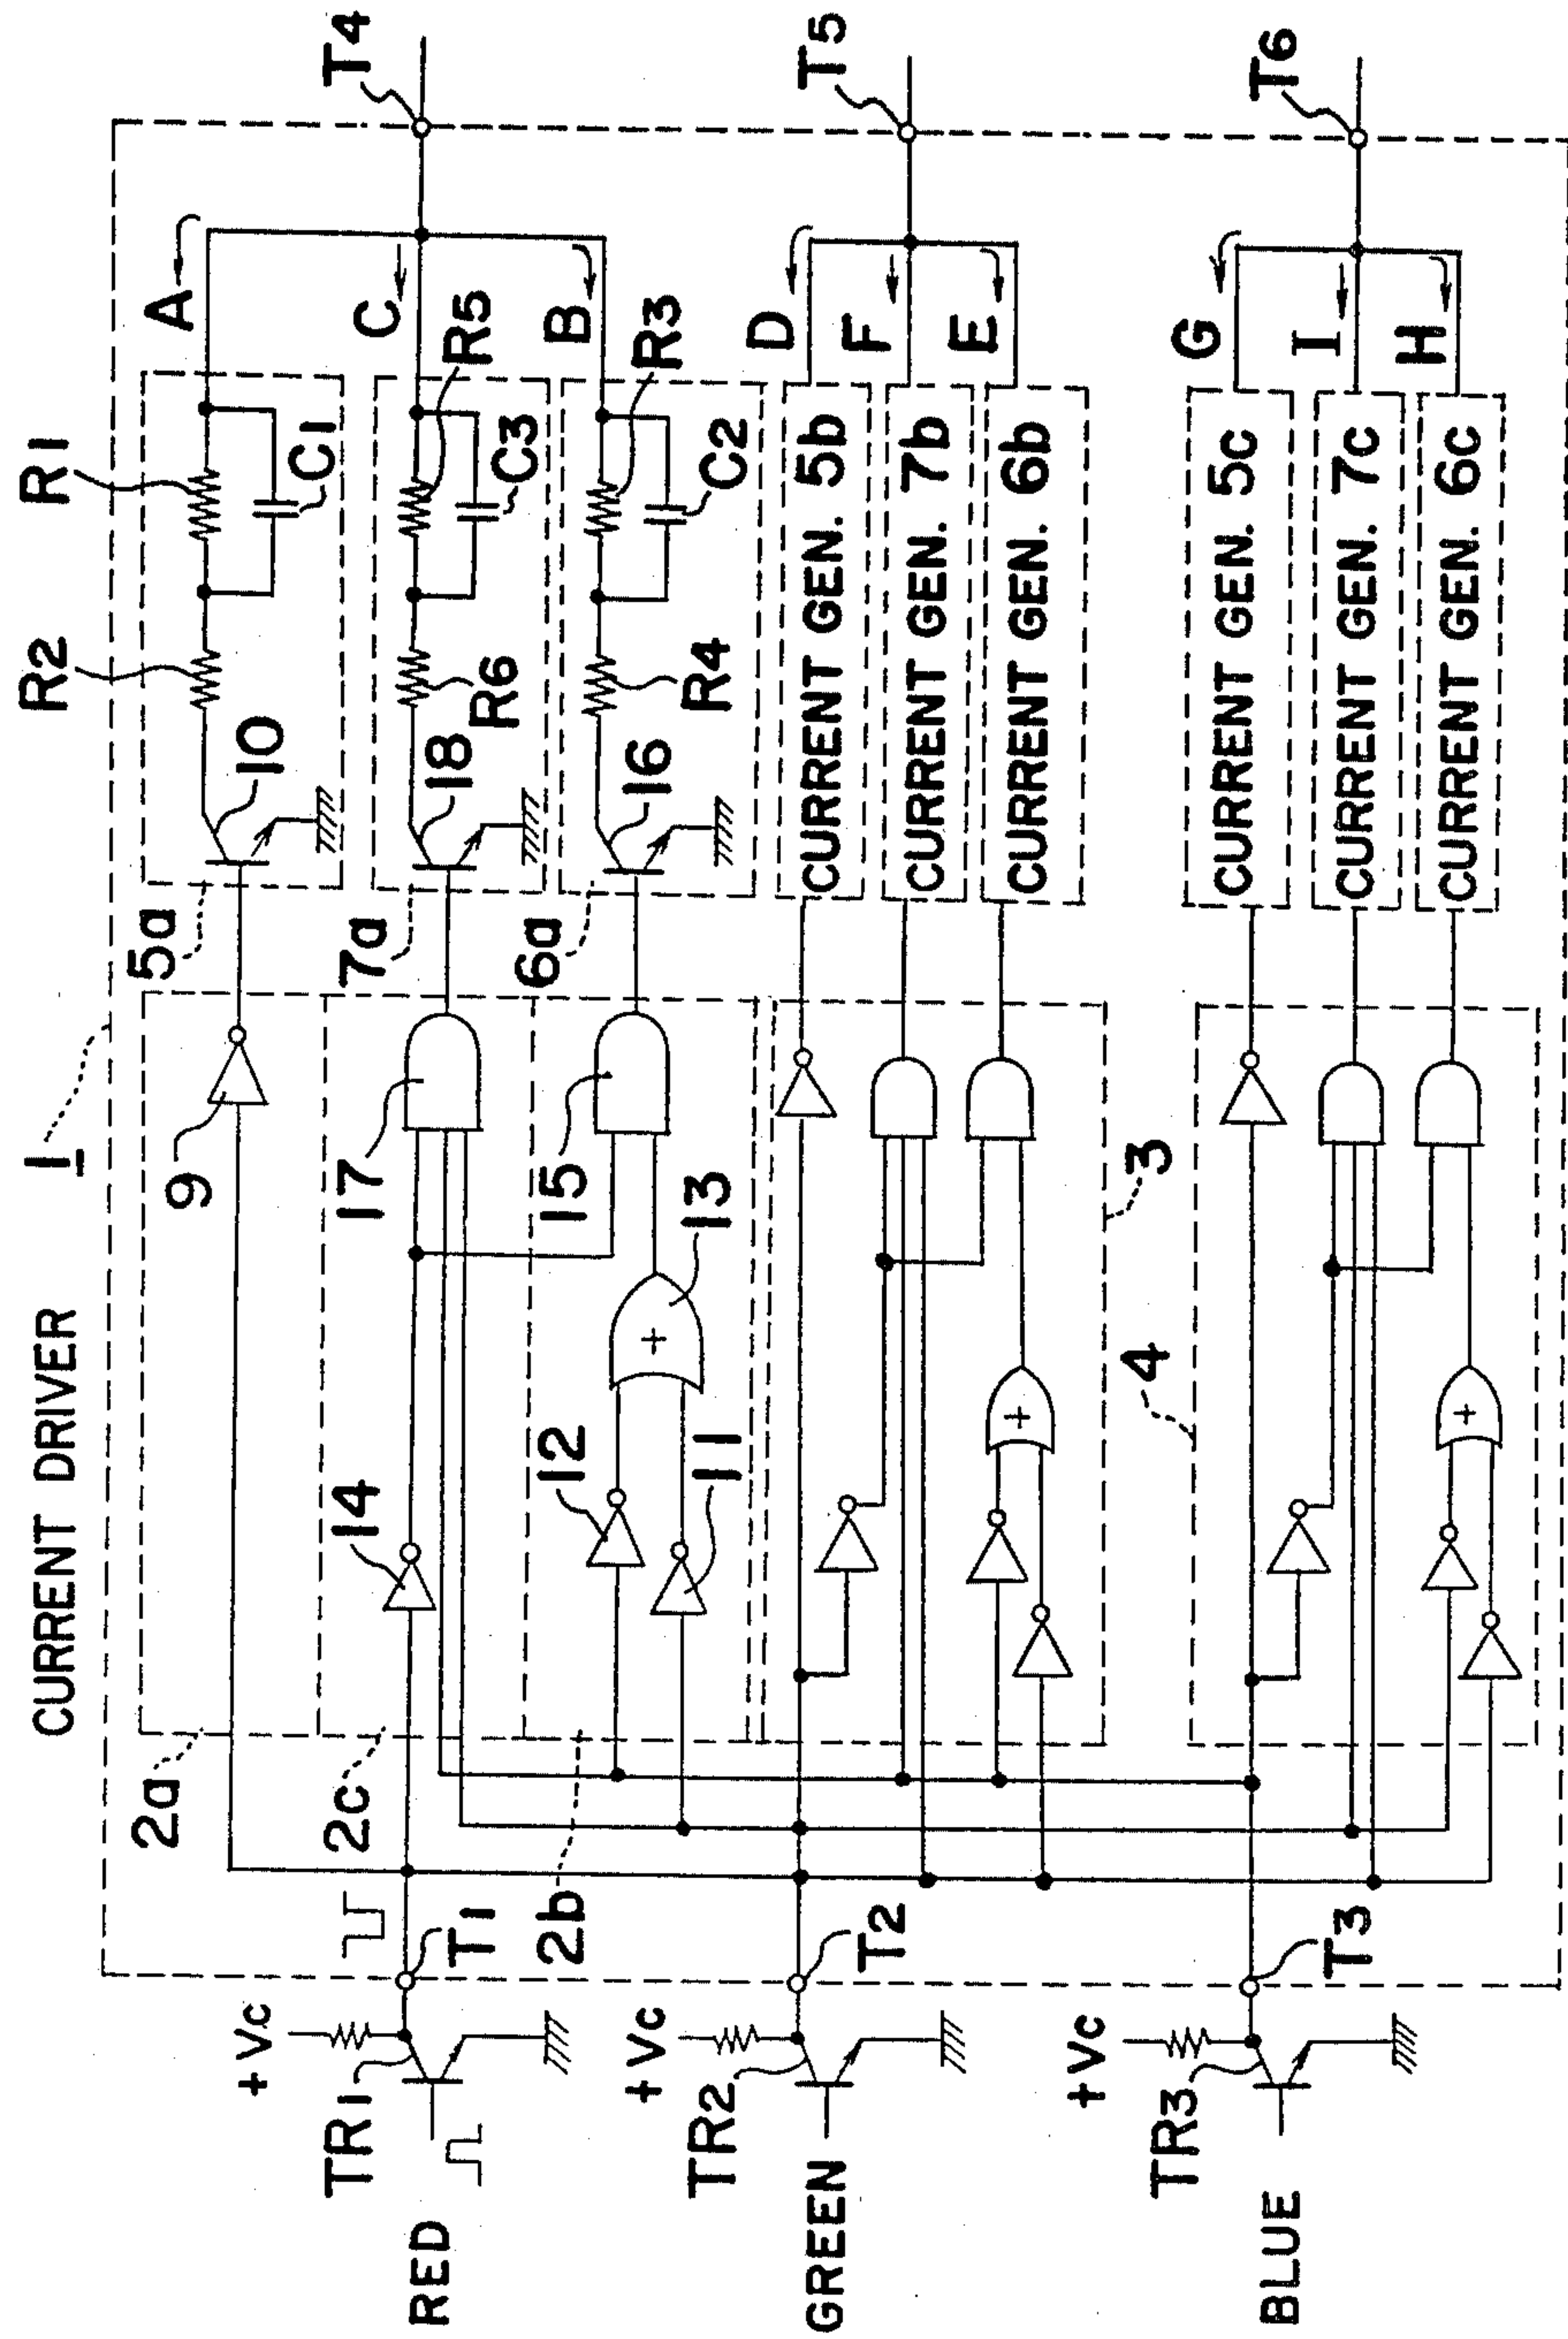 CURRENT DRIVER
1
R2
R1
2a
9
5a
10
C1
A
T4
+Vc
TR1
RED
T1
2c
14
17
7a
18
R6
R5
C3
C
2b
12
11
13
15
6a
16
R4
R3
C2
B
+Vc
TR2
GREEN
T2
3
CURRENT GEN. 5b
D
T5
CURRENT GEN. 7b
F
CURRENT GEN. 6b
E
+Vc
TR3
BLUE
T3
4
CURRENT GEN. 5c
G
T6
CURRENT GEN. 7c
I
CURRENT GEN. 6c
H
+
+
+